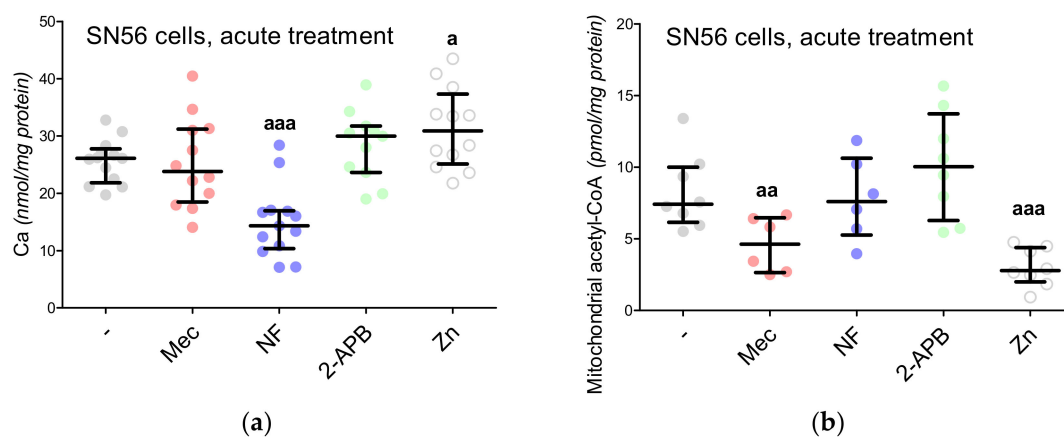 SN56 cells, acute treatment
Ca (nmol/mg protein)
50
40
30
20
10
0
aaa
a
-
Mec
NF
2-APB
Zn
(a)
SN56 cells, acute treatment
Mitochondrial acetyl-CoA (pmol/mg protein)
20
15
10
5
0
aa
aaa
-
Mec
NF
2-APB
Zn
(b)